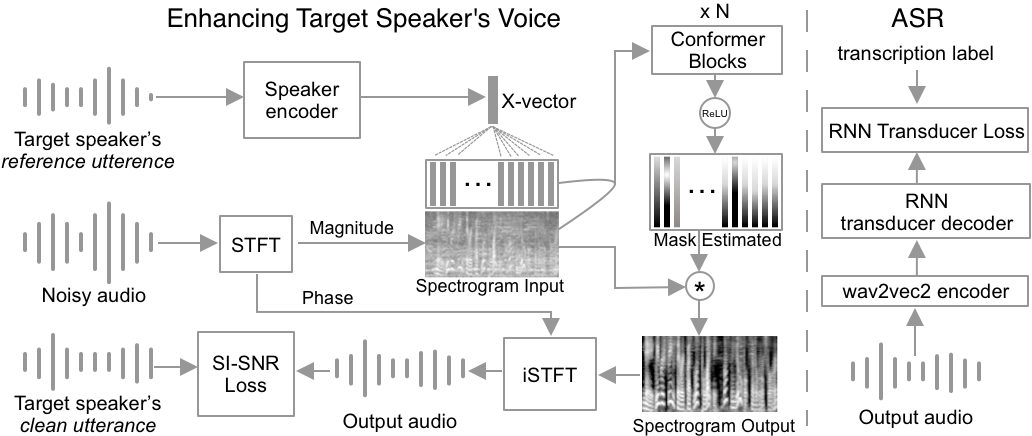 Enhancing Target Speaker's Voice
x N
ASR
Conformer
Blocks
transcription label
Speaker
encoder
X-vector
ReLU
RNN Transducer Loss
Target speaker's
reference utterence
...
...
RNN
transducer decoder
STFT
Magnitude
Mask Estimated
Noisy audio
Spectrogram Input
*
wav2vec2 encoder
Phase
SI-SNR
Loss
iSTFT
Target speaker's
clean utterance
Output audio
Spectrogram Output
Output audio